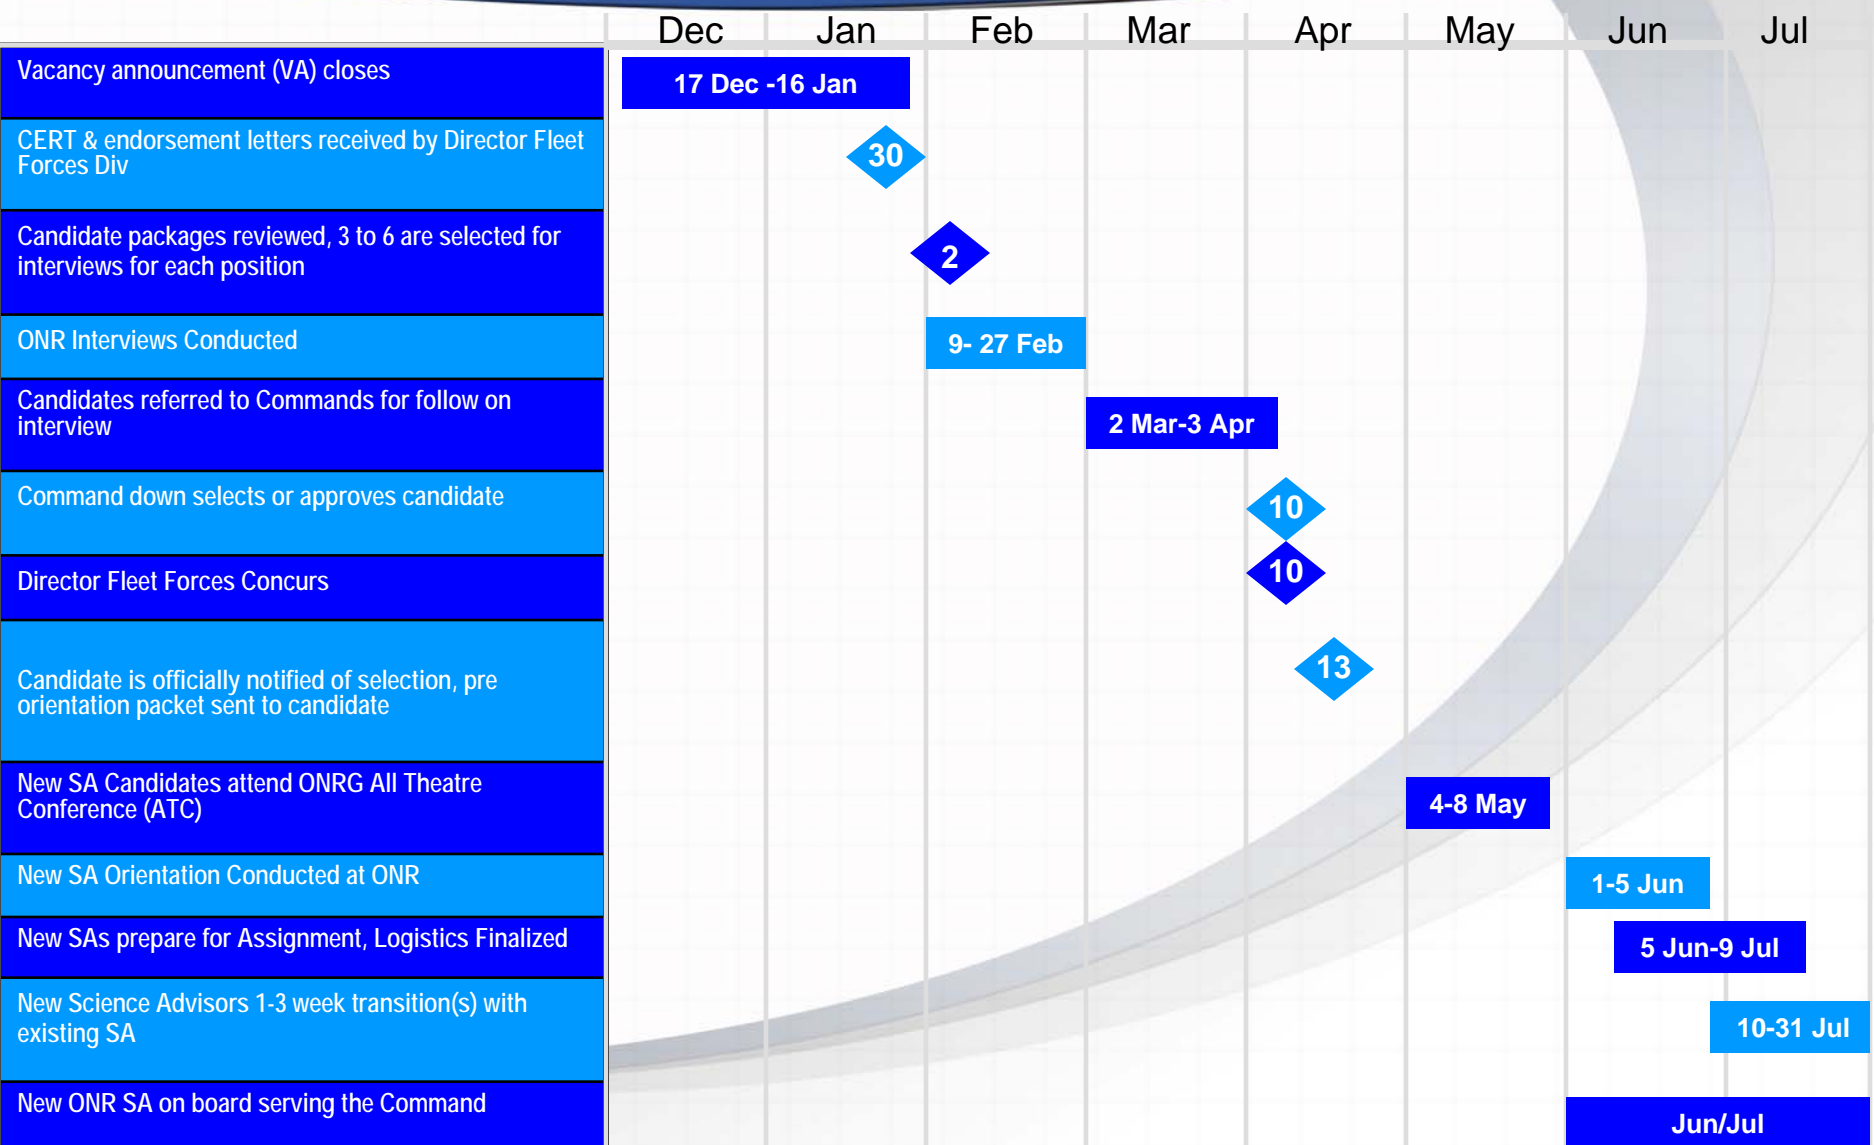 Dec Jan Feb Mar Apr May Jun Jul
Vacancy announcement (VA) closes
17 Dec -16 Jan
CERT & endorsement letters received by Director Fleet
Forces Div
30
Candidate packages reviewed, 3 to 6 are selected for
interviews for each position
2
ONR Interviews Conducted
9- 27 Feb
Candidates referred to Commands for follow on
interview
2 Mar-3 Apr
Command down selects or approves candidate
10
Director Fleet Forces Concurs
10
Candidate is officially notified of selection, pre
orientation packet sent to candidate
13
New SA Candidates attend ONRG All Theatre
Conference (ATC)
4-8 May
New SA Orientation Conducted at ONR
1-5 Jun
New SAs prepare for Assignment, Logistics Finalized
5 Jun-9 Jul
New Science Advisors 1-3 week transition(s) with
existing SA
10-31 Jul
New ONR SA on board serving the Command
Jun/Jul